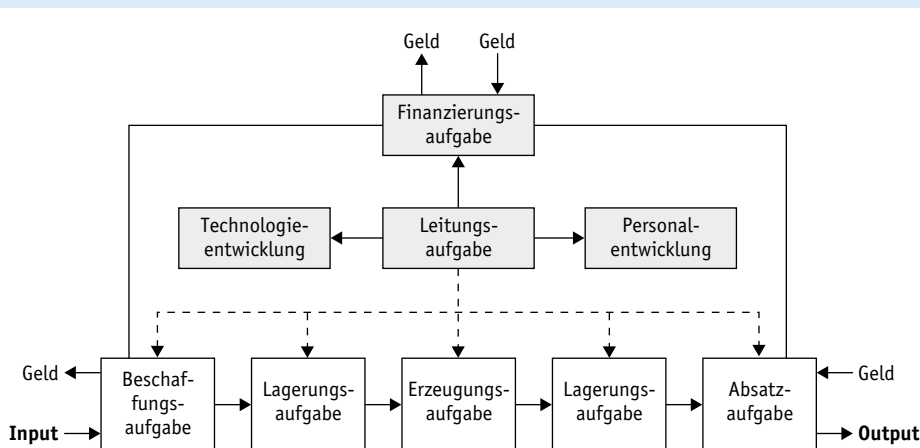 Geld Geld
Finanzierungs-
aufgabe
Technologie-
entwicklung
Leitungs-
aufgabe
Personal-
entwicklung
Geld
Input
Beschaf-
fungs-
aufgabe
Lagerungs-
aufgabe
Erzeugungs-
aufgabe
Lagerungs-
aufgabe
Absatz-
aufgabe
Geld
Output